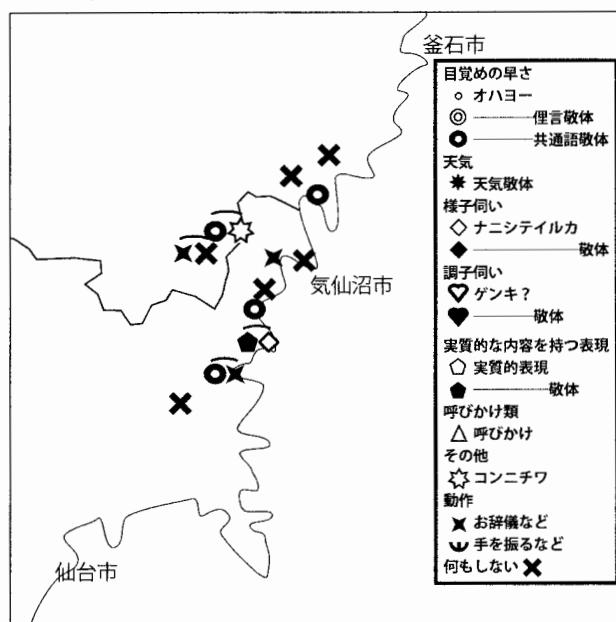 釜石市
気仙沼市
仙台市
目覚めの早さ
オハヨー
――――俚言敬体
――――共通語敬体
天気
天気敬体
様子伺い
ナニシテイルカ
――――敬体
調子伺い
ゲンキ？
――――敬体
実質的な内容を持つ表現
実質的表現
――――敬体
呼びかけ類
呼びかけ
その他
コンニチワ
動作
お辞儀など
手を振るなど
何もしない